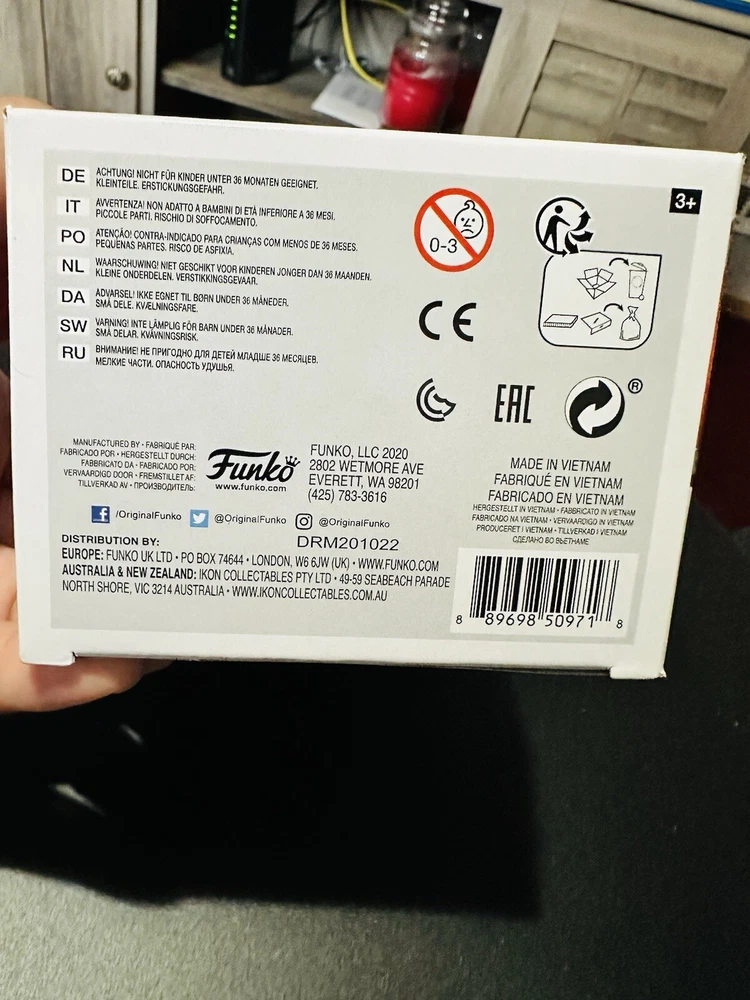 DE ACHTUNG! NICHT FÜR KINDER UNTER 36 MONATEN GEEIGNET.
KLEINTEILE. ERSTICKUNGSGEFAHR.
IT AVVERTENZA! NON ADATTO A BAMBINI DI ETÀ INFERIORE A 36 MESI.
PICCOLE PARTI. RISCHIO DI SOFFOCAMENTO.
PO ATENÇÃO! CONTRA-INDICADO PARA CRIANÇAS COM MENOS DE 36 MESES.
PEQUENAS PARTES. RISCO DE ASFIXIA.
NL WAARSCHUWING! NIET GESCHIKT VOOR KINDEREN JONGER DAN 36 MAANDEN.
KLEINE ONDERDELEN. VERSTIKKINGSGEVAAR.
DA ADVARSEL! IKKE EGNET TIL BØRN UNDER 36 MÅNEDER.
SMÅ DELE. KVÆLNINGSFARE.
SW VARNING! INTE LÄMPLIG FÖR BARN UNDER 36 MÅNADER.
SMÅ DELAR. KVÄVNINGSRISK.
RU ВНИМАНИЕ! НЕ ПРИГОДНО ДЛЯ ДЕТЕЙ МЛАДШЕ 36 МЕСЯЦЕВ.
МЕЛКИЕ ЧАСТИ. ОПАСНОСТЬ УДУШЬЯ.
0-3
3+
CE
EAC
®
MANUFACTURED BY • FABRIQUÉ PAR:
FABRICADO POR • HERGESTELLT DURCH:
FABBRICATO DA • FABRICADO POR:
VERVAARDIGD DOOR • FREMSTILLET AF:
TILLVERKAD AV • ПРОИЗВОДИТЕЛЬ:
Funko
www.funko.com
FUNKO, LLC 2020
2802 WETMORE AVE
EVERETT, WA 98201
(425) 783-3616
MADE IN VIETNAM
FABRIQUÉ EN VIETNAM
FABRICADO EN VIETNAM
HERGESTELLT IN VIETNAM • FABBRICATO IN VIETNAM
FABRICADO NA VIETNAM • VERVAARDIGD IN VIETNAM
PRODUCERET I VIETNAM • TILLVERKAD I VIETNAM
СДЕЛАНО ВО ВЬЕТНАМЕ
/OriginalFunko @OriginalFunko @OriginalFunko
DRM201022
DISTRIBUTION BY:
EUROPE: FUNKO UK LTD • PO BOX 74644 • LONDON, W6 6JW (UK) • WWW.FUNKO.COM
AUSTRALIA & NEW ZEALAND: IKON COLLECTABLES PTY LTD • 49-59 SEABEACH PARADE
NORTH SHORE, VIC 3214 AUSTRALIA • WWW.IKONCOLLECTABLES.COM.AU
8 89698 50971 8